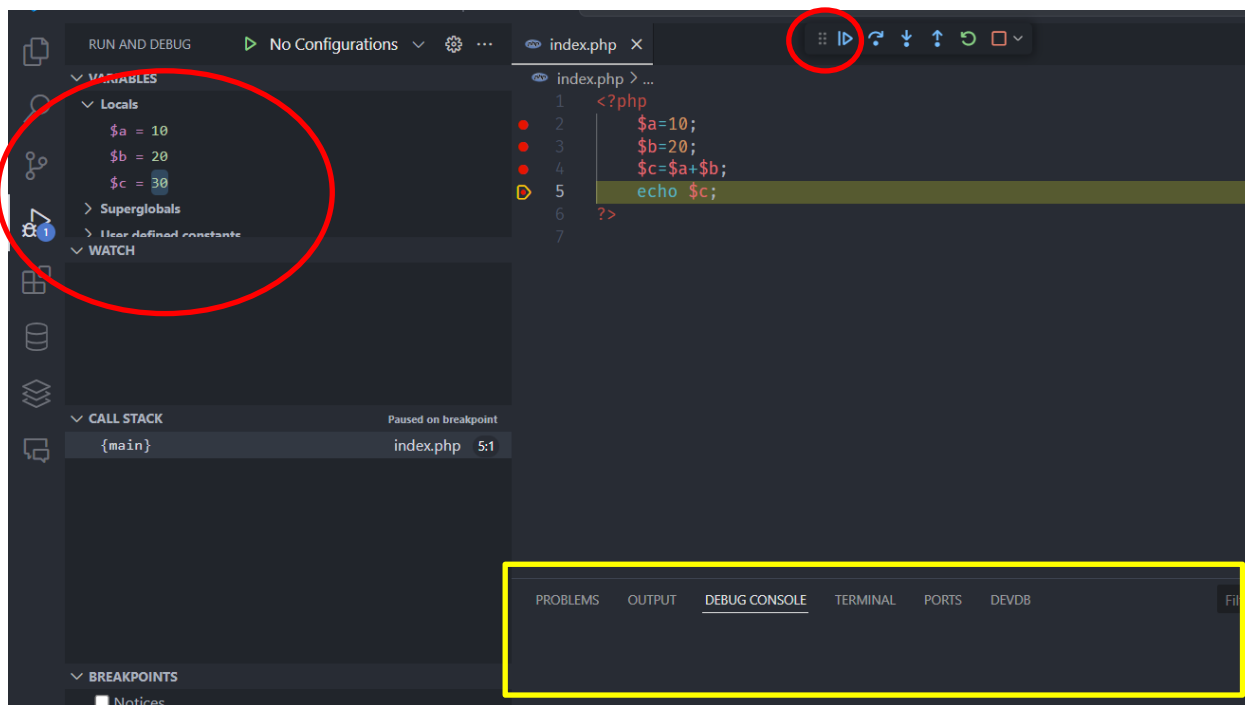 RUN AND DEBUG
No Configurations
VARIABLES
Locals
$a = 10
$b = 20
$c = 30
Superglobals
User defined constants
WATCH
CALL STACK Paused on breakpoint
{main} index.php 5:1
BREAKPOINTS
Notices
1
index.php
index.php > ...
1 <?php
2 $a=10;
3 $b=20;
4 $c=$a+$b;
5 echo $c;
6 ?>
7
PROBLEMS OUTPUT DEBUG CONSOLE TERMINAL PORTS DEVDB